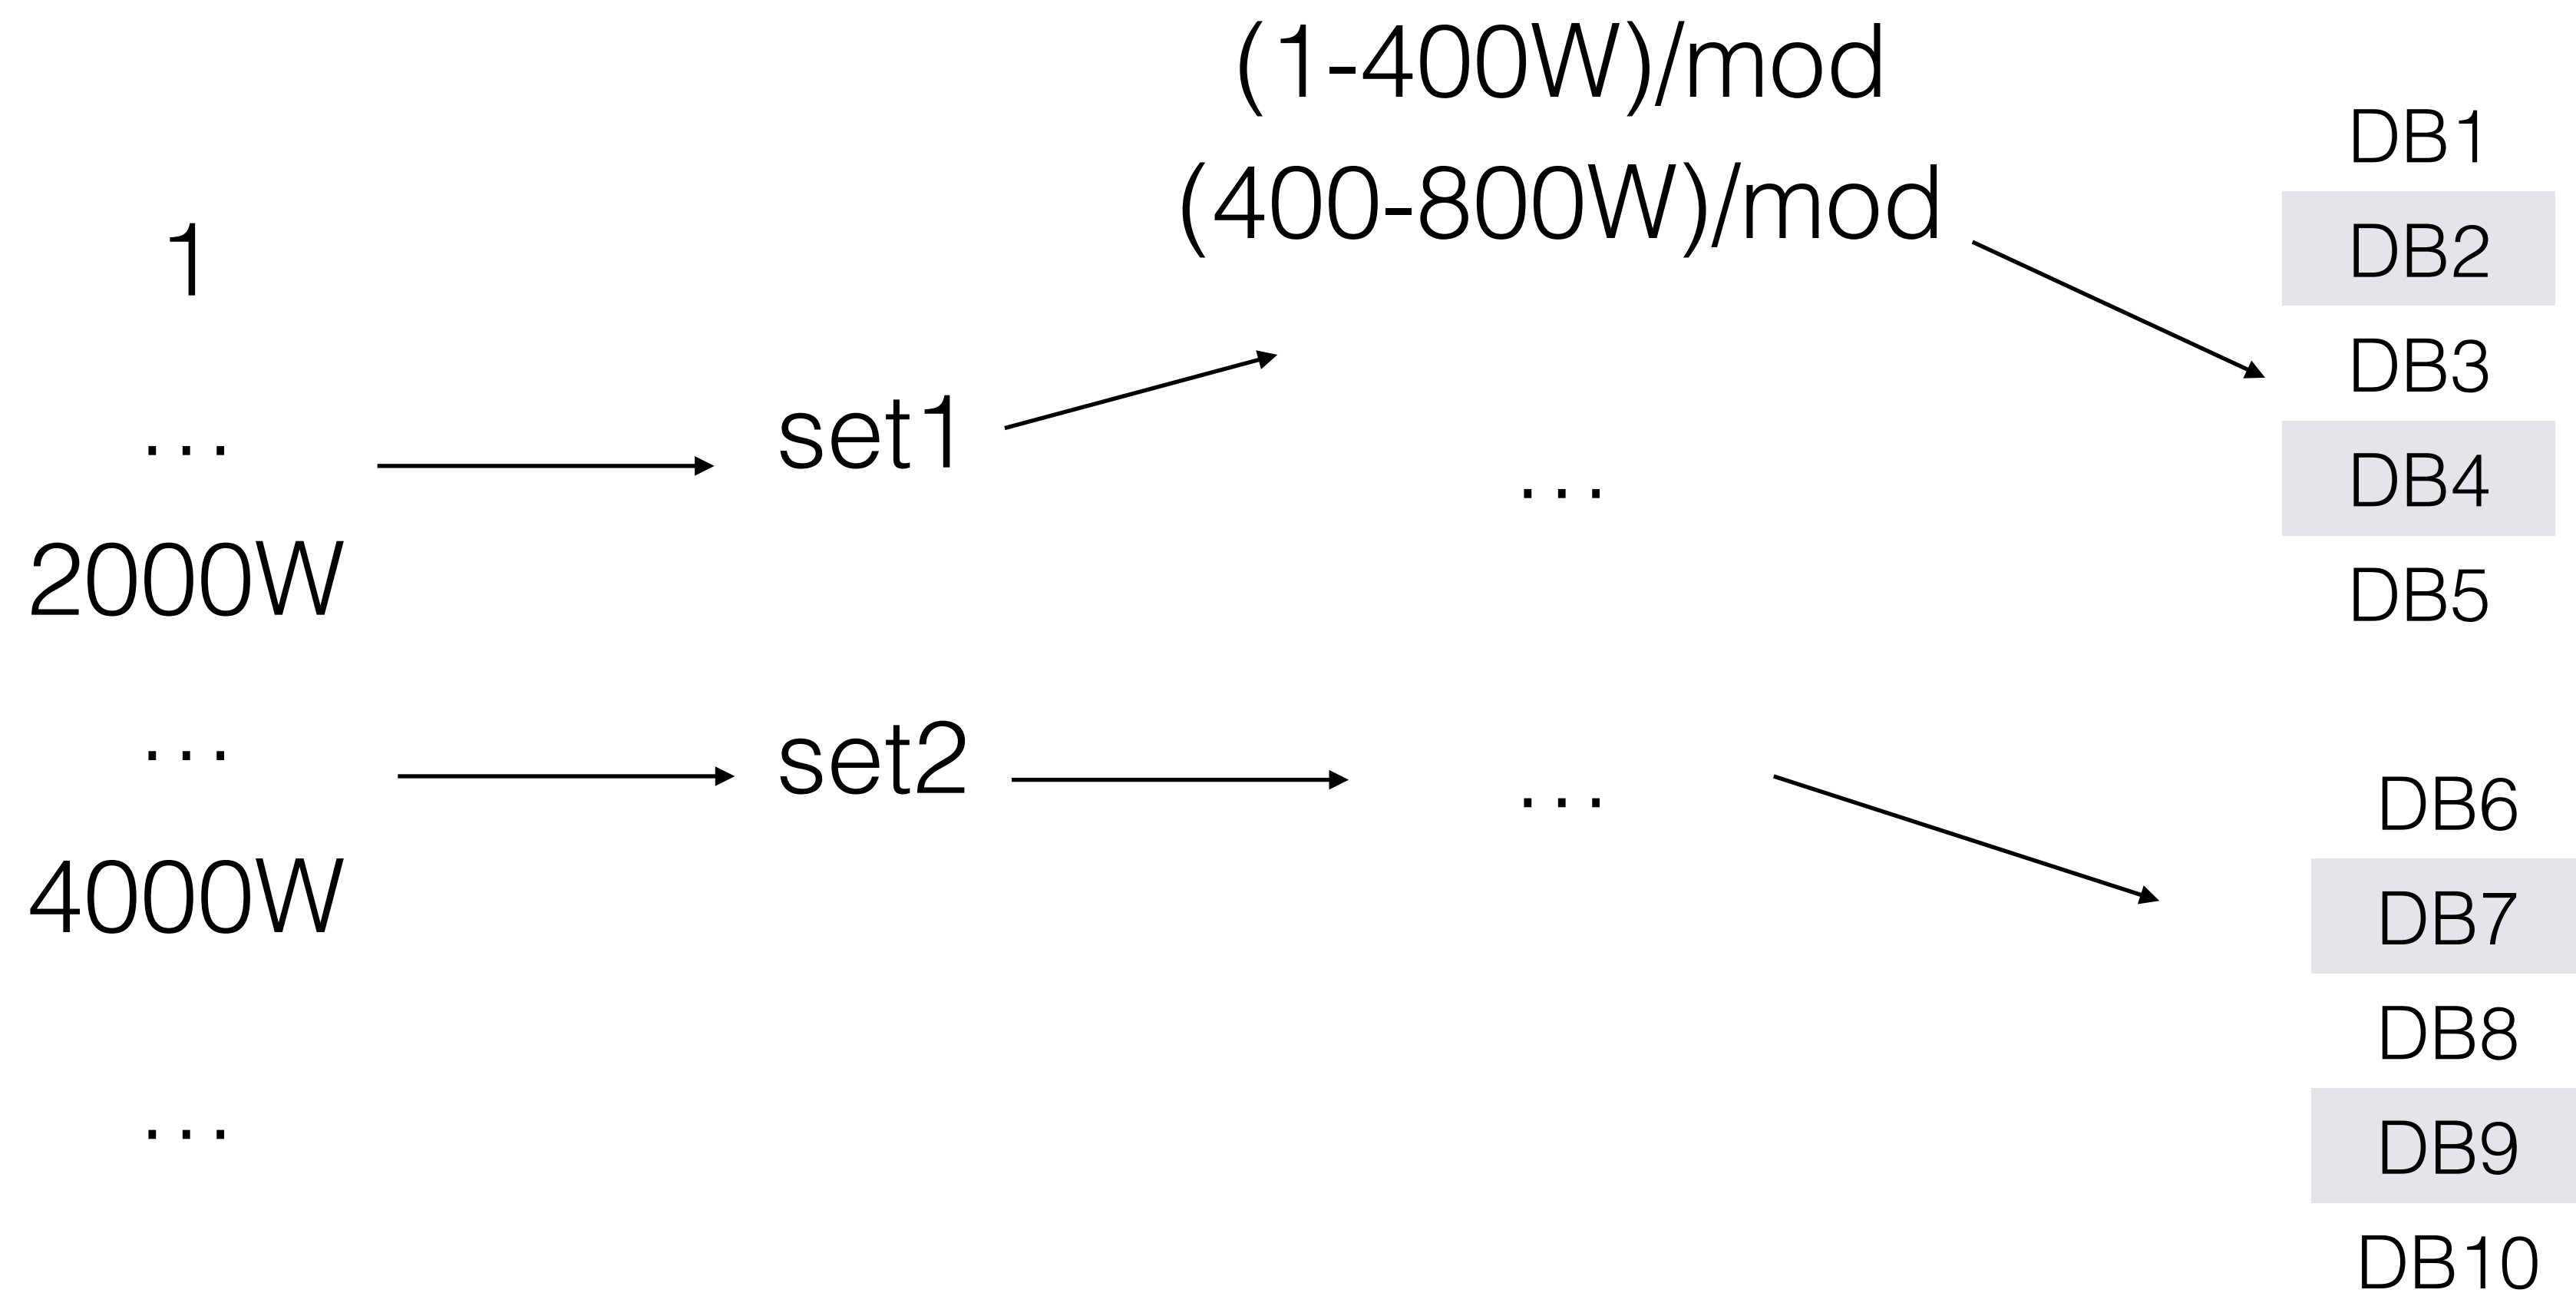 1
...
2000W
...
4000W
...
set1
set2
(1-400W)/mod
(400-800W)/mod
...
...
DB1
DB2
DB3
DB4
DB5
DB6
DB7
DB8
DB9
DB10